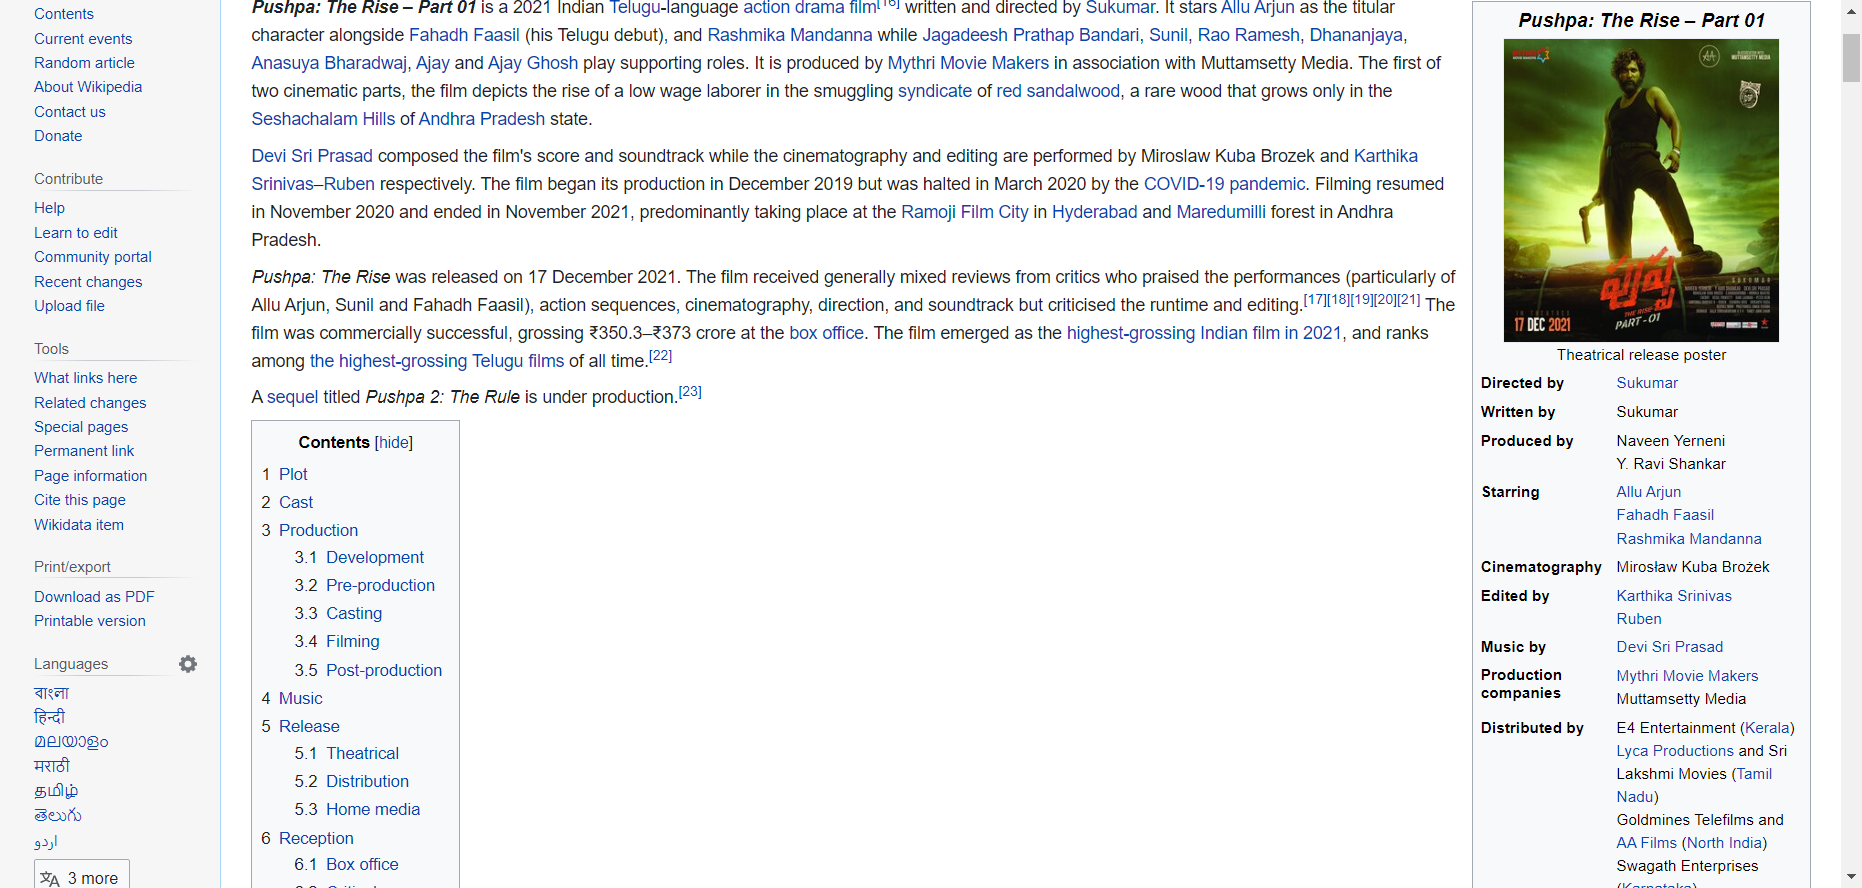 Contents
Current events
Random article
About Wikipedia
Contact us
Donate
Contribute
Help
Learn to edit
Community portal
Recent changes
Upload file
Tools
What links here
Related changes
Special pages
Permanent link
Page information
Cite this page
Wikidata item
Print/export
Download as PDF
Printable version
Languages
বাংলা
हिन्दी
മലയാളം
मराठी
தமிழ்
తెలుగు
اردو
3 more
Pushpa: The Rise – Part 01 is a 2021 Indian Telugu-language action drama film[16] written and directed by Sukumar. It stars Allu Arjun as the titular
character alongside Fahadh Faasil (his Telugu debut), and Rashmika Mandanna while Jagadeesh Prathap Bandari, Sunil, Rao Ramesh, Dhananjaya,
Anasuya Bharadwaj, Ajay and Ajay Ghosh play supporting roles. It is produced by Mythri Movie Makers in association with Muttamsetty Media. The first of
two cinematic parts, the film depicts the rise of a low wage laborer in the smuggling syndicate of red sandalwood, a rare wood that grows only in the
Seshachalam Hills of Andhra Pradesh state.
Devi Sri Prasad composed the film's score and soundtrack while the cinematography and editing are performed by Miroslaw Kuba Brozek and Karthika
Srinivas–Ruben respectively. The film began its production in December 2019 but was halted in March 2020 by the COVID-19 pandemic. Filming resumed
in November 2020 and ended in November 2021, predominantly taking place at the Ramoji Film City in Hyderabad and Maredumilli forest in Andhra
Pradesh.
Pushpa: The Rise was released on 17 December 2021. The film received generally mixed reviews from critics who praised the performances (particularly of
Allu Arjun, Sunil and Fahadh Faasil), action sequences, cinematography, direction, and soundtrack but criticised the runtime and editing.[17][18][19][20][21] The
film was commercially successful, grossing ₹350.3–₹373 crore at the box office. The film emerged as the highest-grossing Indian film in 2021, and ranks
among the highest-grossing Telugu films of all time.[22]
A sequel titled Pushpa 2: The Rule is under production.[23]
Contents [hide]
1 Plot
2 Cast
3 Production
3.1 Development
3.2 Pre-production
3.3 Casting
3.4 Filming
3.5 Post-production
4 Music
5 Release
5.1 Theatrical
5.2 Distribution
5.3 Home media
6 Reception
6.1 Box office
Pushpa: The Rise – Part 01
MUTTAMSETTY MEDIA
AA
DSP
పుష్ప
SUKUMAR
THE RISE
PART-01
17 DEC 2021
Theatrical release poster
Directed by Sukumar
Written by Sukumar
Produced by Naveen Yerneni
Y. Ravi Shankar
Starring Allu Arjun
Fahadh Faasil
Rashmika Mandanna
Cinematography Mirosław Kuba Brożek
Edited by Karthika Srinivas
Ruben
Music by Devi Sri Prasad
Production companies Mythri Movie Makers
Muttamsetty Media
Distributed by E4 Entertainment (Kerala)
Lyca Productions and Sri
Lakshmi Movies (Tamil
Nadu)
Goldmines Telefilms and
AA Films (North India)
Swagath Enterprises
(Karnataka)